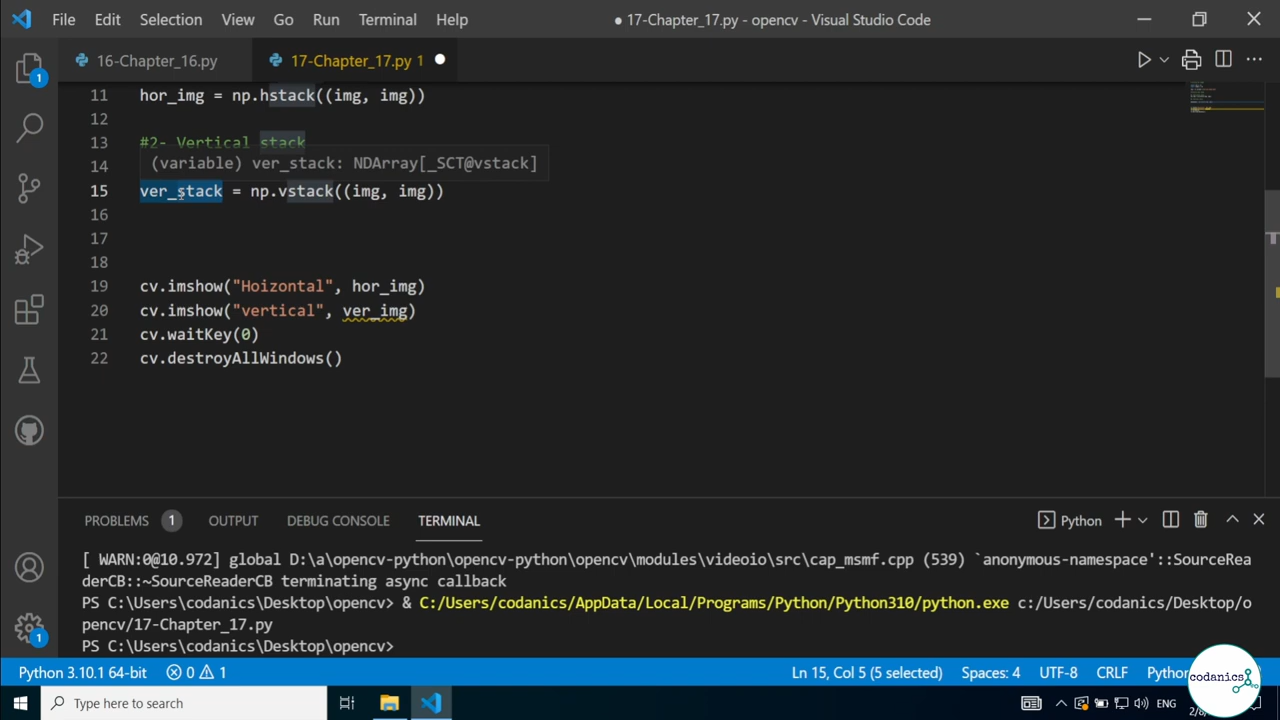 File Edit Selection View Go Run Terminal Help ● 17-Chapter_17.py - opencv - Visual Studio Code
1 16-Chapter_16.py 17-Chapter_17.py 1
11 hor_img = np.hstack((img, img))
12
13 #2- Vertical stack
14 (variable) ver_stack: NDArray[_SCT@vstack]
15 ver_stack = np.vstack((img, img))
16
17
18
19 cv.imshow("Hoizontal", hor_img)
20 cv.imshow("vertical", ver_img)
21 cv.waitKey(0)
22 cv.destroyAllWindows()
PROBLEMS 1 OUTPUT DEBUG CONSOLE TERMINAL Python
[ WARN:0@10.972] global D:\a\opencv-python\opencv-python\opencv\modules\videoio\src\cap_msmf.cpp (539) `anonymous-namespace'::SourceRea
derCB::~SourceReaderCB terminating async callback
PS C:\Users\codanics\Desktop\opencv> & C:/Users/codanics/AppData/Local/Programs/Python/Python310/python.exe c:/Users/codanics/Desktop/o
pencv/17-Chapter_17.py
PS C:\Users\codanics\Desktop\opencv>
1 Python 3.10.1 64-bit 0 1 Ln 15, Col 5 (5 selected) Spaces: 4 UTF-8 CRLF Python
codanics
Type here to search ENG